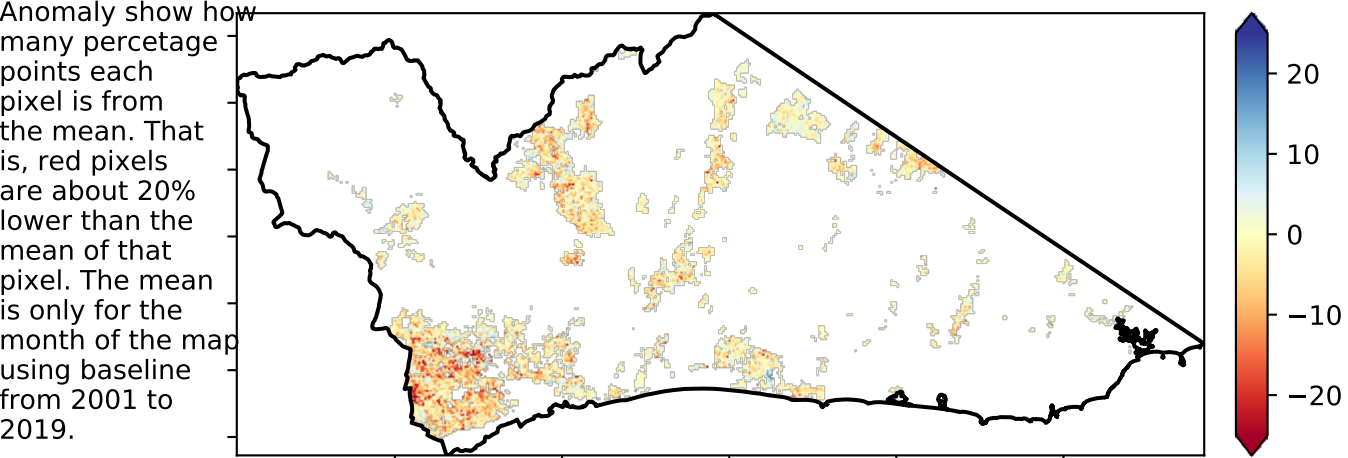 Anomaly show how
many percetage
points each
pixel is from
the mean. That
is, red pixels
are about 20%
lower than the
mean of that
pixel. The mean
is only for the
month of the map
using baseline
from 2001 to
2019.
20
10
0
−10
−20